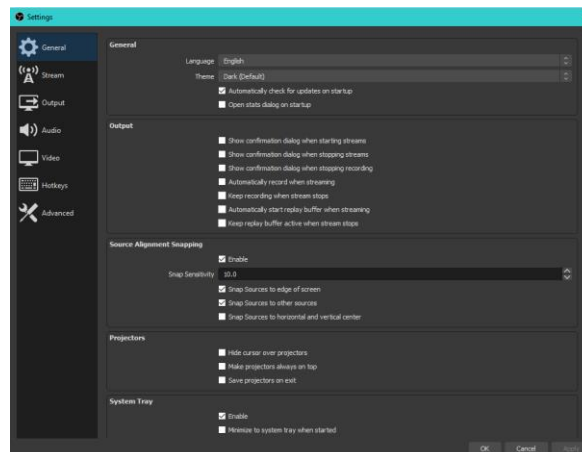 Settings
General
Stream
Output
Audio
Video
Hotkeys
Advanced
General
Language English
Theme Dark (Default)
Automatically check for updates on startup
Open stats dialog on startup
Output
Show confirmation dialog when starting streams
Show confirmation dialog when stopping streams
Show confirmation dialog when stopping recording
Automatically record when streaming
Keep recording when stream stops
Automatically start replay buffer when streaming
Keep replay buffer active when stream stops
Source Alignment Snapping
Enable
Snap Sensitivity 10.0
Snap Sources to edge of screen
Snap Sources to other sources
Snap Sources to horizontal and vertical center
Projectors
Hide cursor over projectors
Make projectors always on top
Save projectors on exit
System Tray
Enable
Minimize to system tray when started
OK Cancel Apply